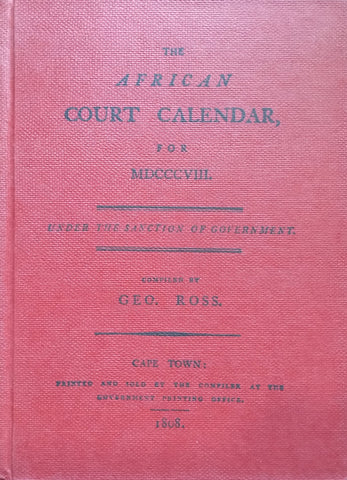 THE
AFRICAN
COURT CALENDAR,
FOR
MDCCCVIII.
UNDER THE SANCTION OF GOVERNMENT.
COMPILED BY
GEO. ROSS.
CAPE TOWN:
PRINTED AND SOLD BY THE COMPILER AT THE
GOVERNMENT PRINTING OFFICE.
1808.